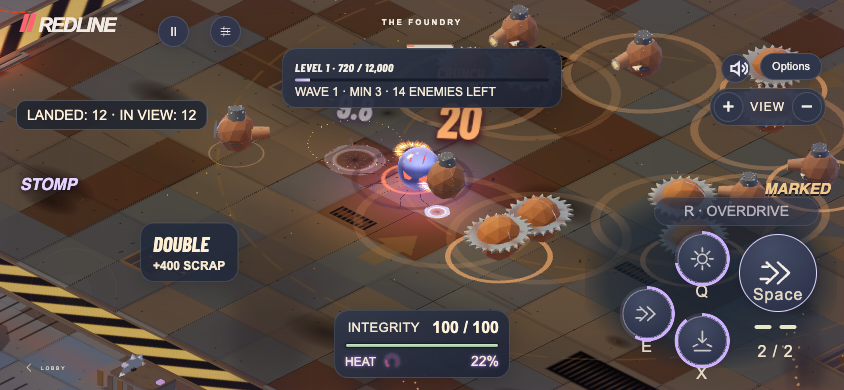 REDLINE
THE FOUNDRY
LEVEL 1 · 720 / 12,000
WAVE 1 · MIN 3 · 14 ENEMIES LEFT
Options
+ VIEW −
LANDED: 12 · IN VIEW: 12
9.8
20
STOMP
MARKED
R · OVERDRIVE
DOUBLE
+400 SCRAP
Q
Space
E
X
2 / 2
INTEGRITY 100 / 100
HEAT 22%
LOBBY